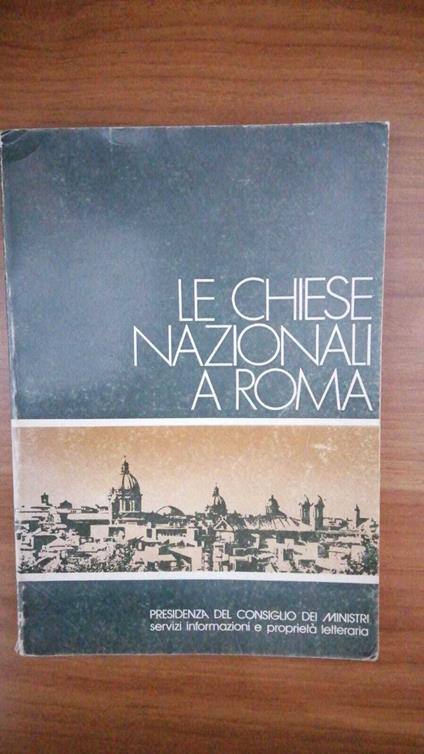 LE CHIESE
NAZIONALI
A ROMA
PRESIDENZA DEL CONSIGLIO DEI MINISTRI
servizi informazioni e proprietà letteraria